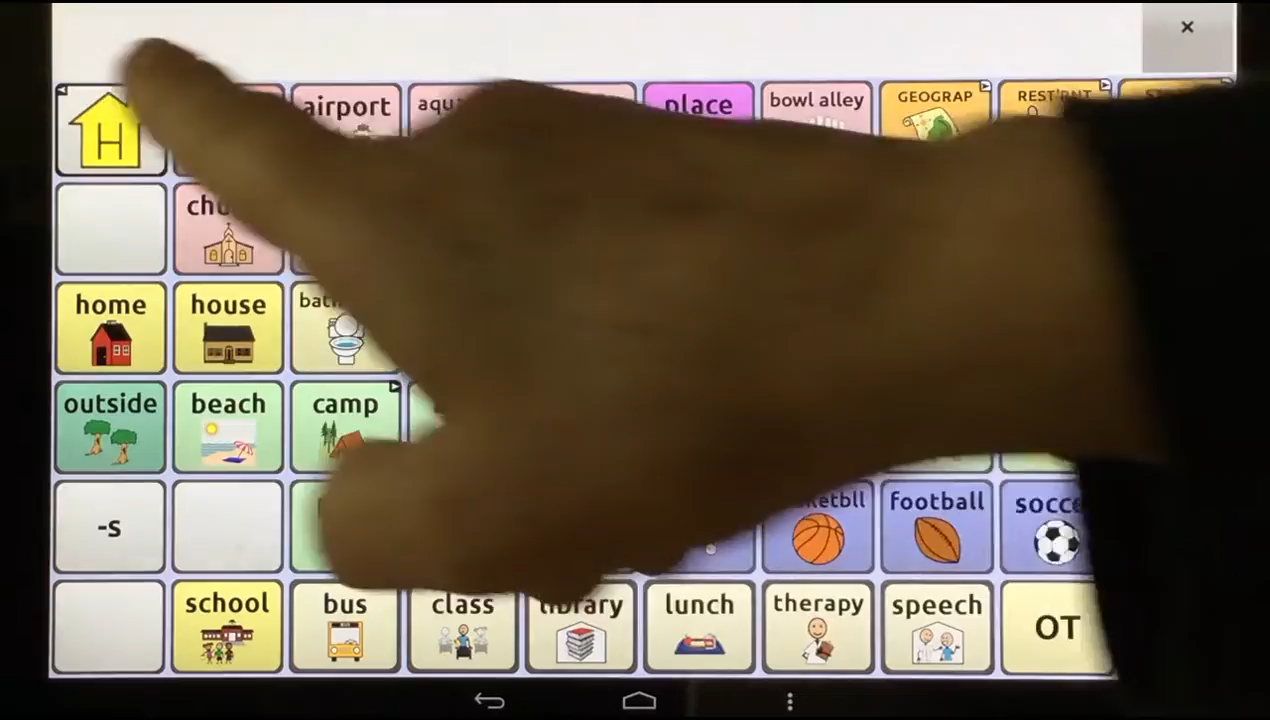 ×
H
airport
place
bowl alley
GEOGRAP
REST'RNT
home
house
outside
beach
camp
football
-s
school
bus
class
library
lunch
therapy
speech
OT